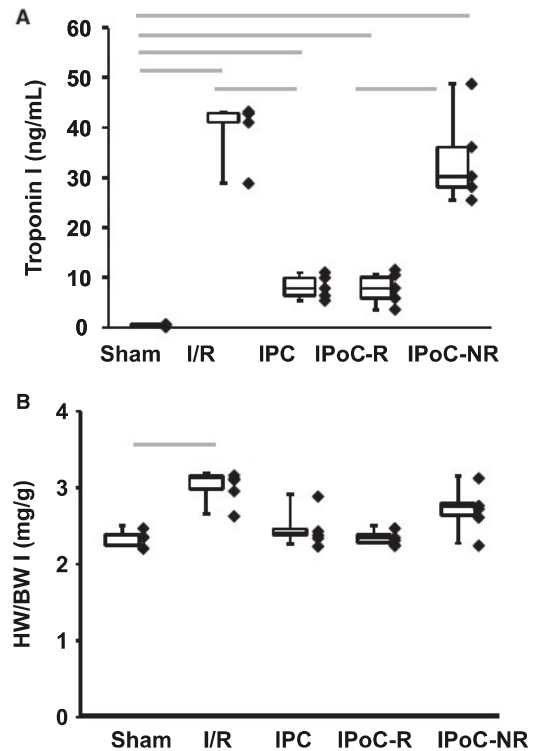 A
Troponin I (ng/mL)
60
50
40
30
20
10
0
Sham I/R IPC IPoC-R IPoC-NR
B
HW/BW I (mg/g)
4
3
2
1
0
Sham I/R IPC IPoC-R IPoC-NR